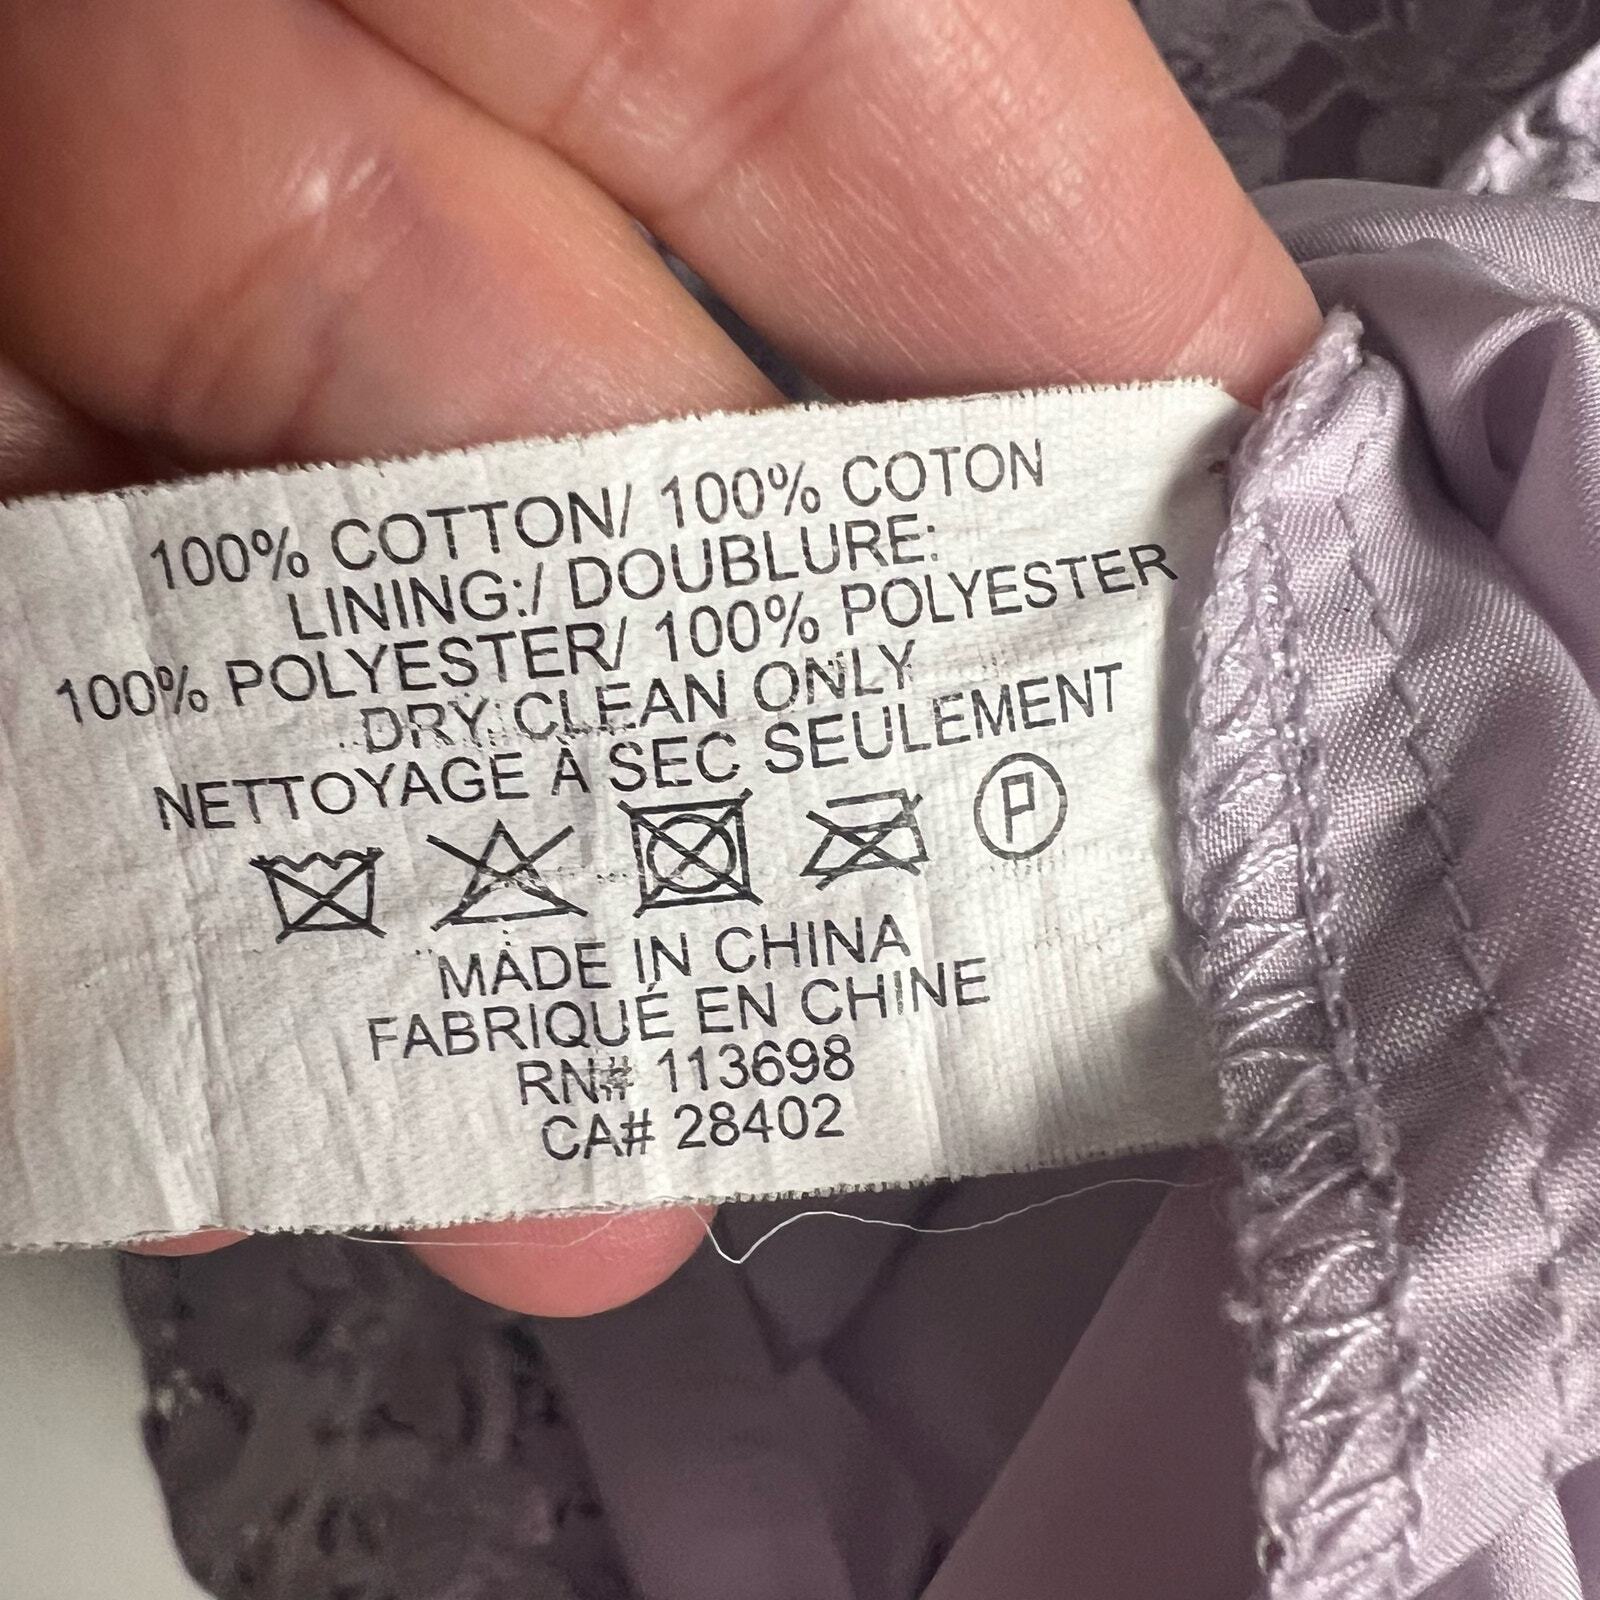 100% COTTON/ 100% COTON
LINING:/ DOUBLURE:
100% POLYESTER/ 100% POLYESTER
DRY CLEAN ONLY
NETTOYAGE À SEC SEULEMENT
P
MADE IN CHINA
FABRIQUÉ EN CHINE
RN# 113698
CA# 28402